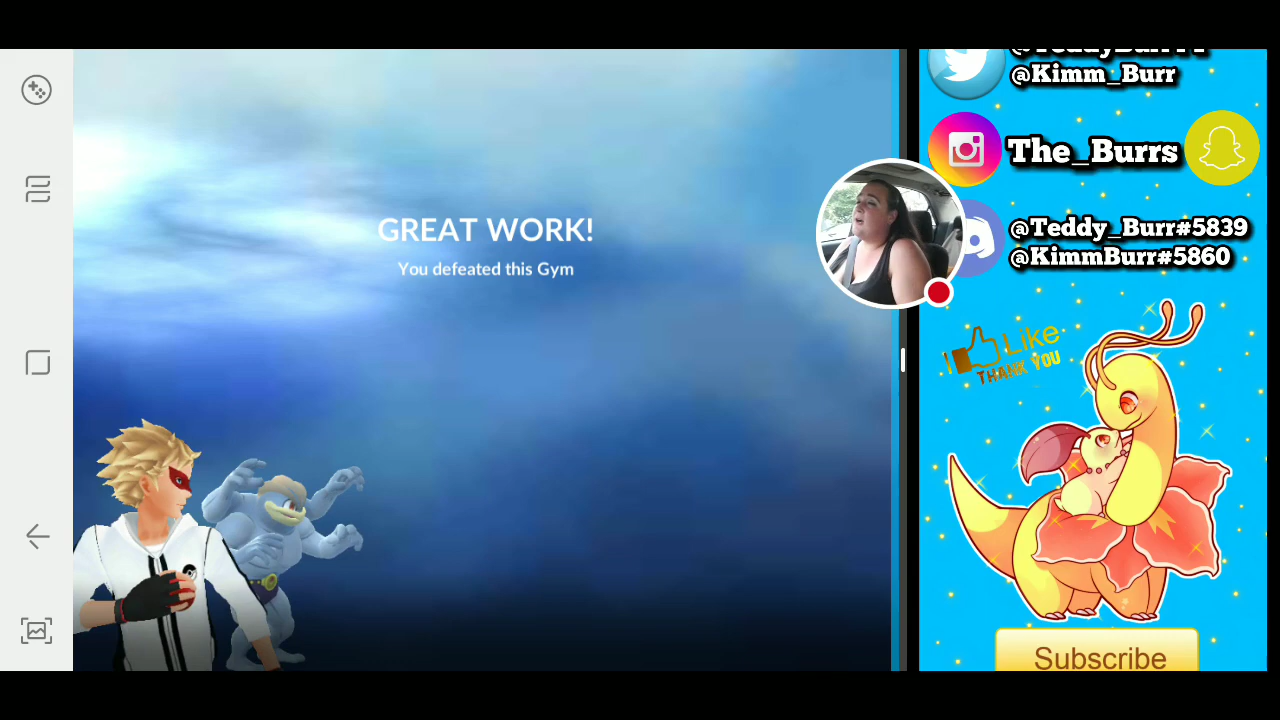 GREAT WORK!
You defeated this Gym
@Kimm_Burr
The_Burrs
@Teddy_Burr#5839
@KimmBurr#5860
Like
THANK YOU
Subscribe